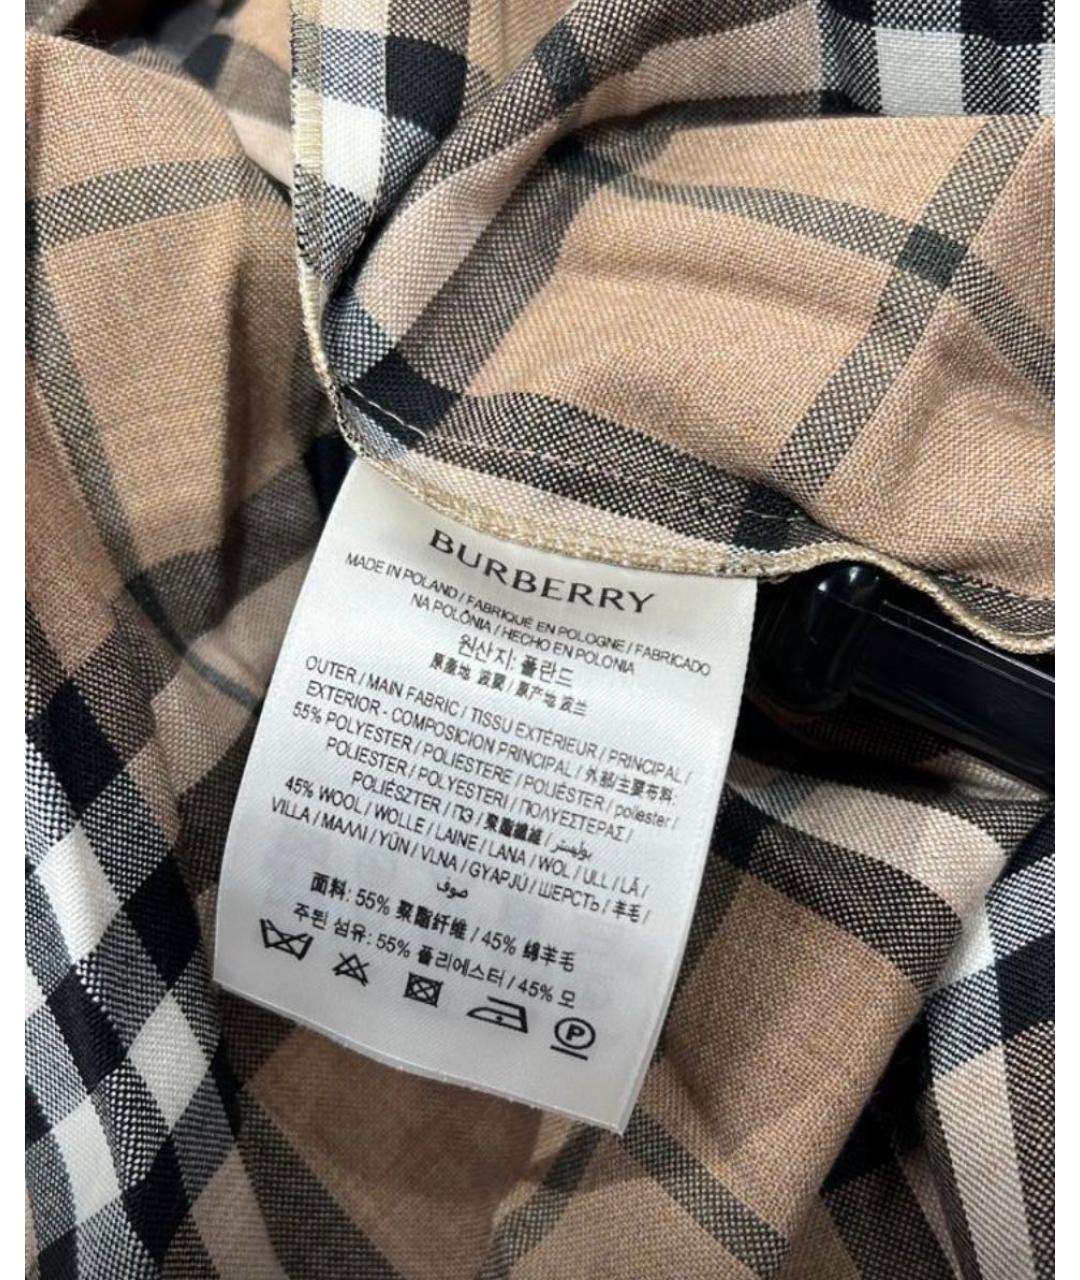 BURBERRY
MADE IN POLAND / FABRIQUÉ EN POLOGNE / FABRICADO
NA POLÔNIA / HECHO EN POLONIA
원산지: 폴란드
原產地 波蘭 / 原产地 波兰
OUTER / MAIN FABRIC / TISSU EXTÉRIEUR / PRINCIPAL /
EXTERIOR - COMPOSICION PRINCIPAL / 外部/主要布料:
55% POLYESTER / POLIESTERE / POLIÉSTER / poliester /
POLIESTER / POLYESTERI / ΠΟΛΥΕΣΤΕΡΑΣ /
POLIÉSZTER / ПЭ / 聚酯纖維 / بوليستر
45% WOOL / WOLLE / LAINE / LANA / WOL / ULL / LÃ /
VILLA / ΜΑΛΛΙ / YÜN / VLNA / GYAPJÚ / ШЕРСТЬ / 羊毛 /
صوف
面料: 55% 聚酯纤维 / 45% 绵羊毛
주된 섬유: 55% 폴리에스터 / 45% 모
P